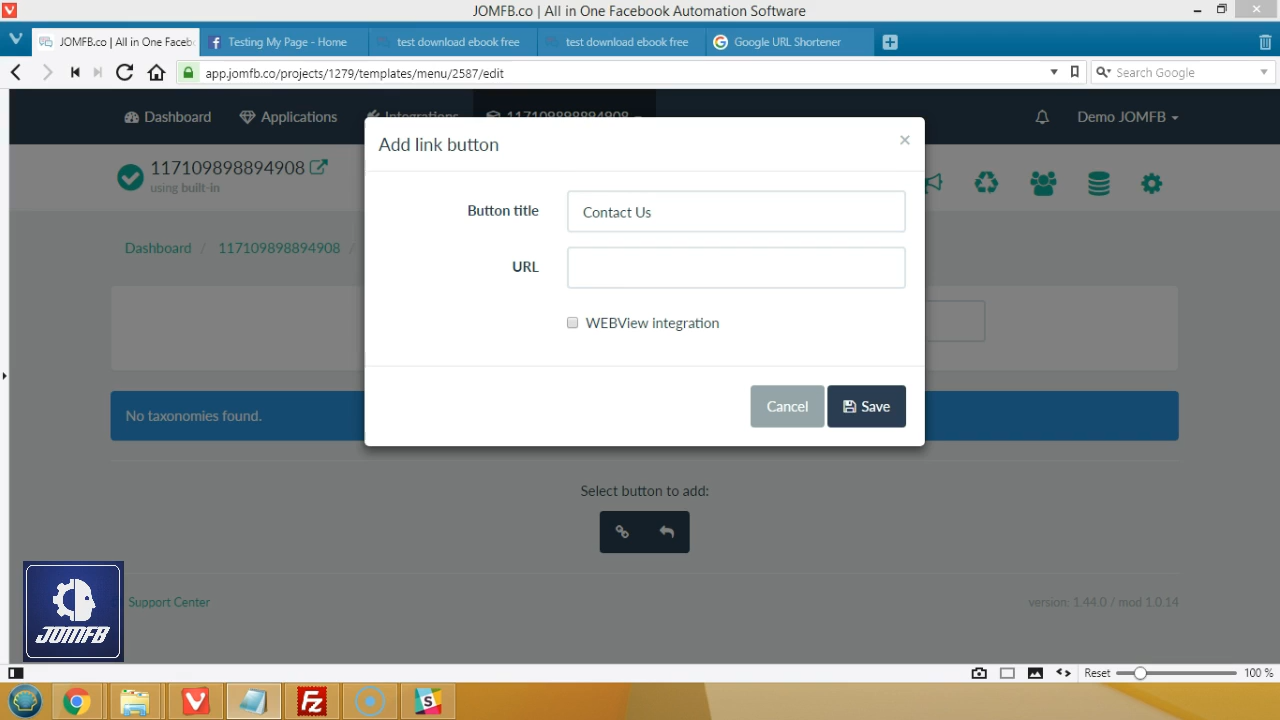 JOMFB.co | All in One Facebook Automation Software
JOMFB.co | All in One Faceb
Testing My Page - Home
test download ebook free
test download ebook free
Google URL Shortener
app.jomfb.co/projects/1279/templates/menu/2587/edit
Search Google
Dashboard
Applications
Integrations
117109898894908
Demo JOMFB
Add link button
×
117109898894908
using built-in
Button title
Contact Us
Dashboard / 117109898894908 /
URL
WEBView integration
Cancel
Save
No taxonomies found.
Select button to add:
Support Center
version: 1.44.0 / mod 1.0.14
JOMFB
Reset
100 %